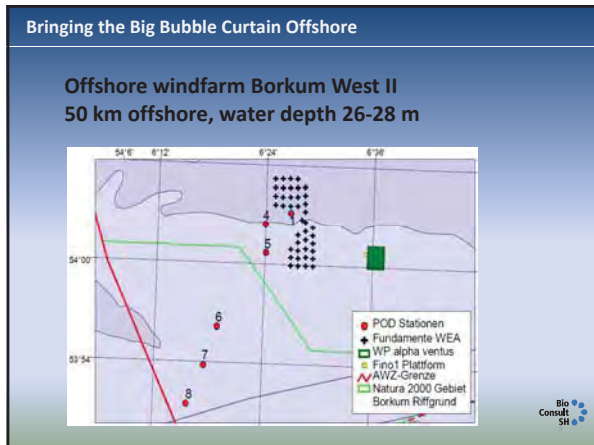 Bringing the Big Bubble Curtain Offshore
Offshore windfarm Borkum West II
50 km offshore, water depth 26-28 m
54°6' 6°12' 6°24' 6°36'
4
1
5
54°00'
6
7
53°54
8
POD Stationen
Fundamente WEA
WP alpha ventus
Fino1 Plattform
AWZ-Grenze
Natura 2000 Gebiet
Borkum Riffgrund
Bio
Consult
SH